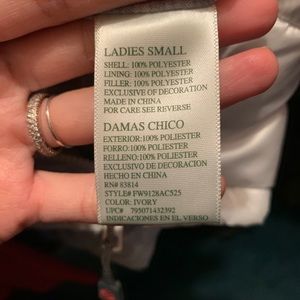 LADIES SMALL
SHELL: 100% POLYESTER
LINING: 100% POLYESTER
FILLER: 100% POLYESTER
EXCLUSIVE OF DECORATION
MADE IN CHINA
FOR CARE SEE REVERSE
DAMAS CHICO
EXTERIOR:100% POLIESTER
FORRO:100% POLIESTER
RELLENO:100% POLIESTER
EXCLUSIVO DE DECORACION
HECHO EN CHINA
RN# 83814
STYLE# FW9128AC525
COLOR: IVORY
UPC# 795071432392
INDICACIONES EN EL VERSO